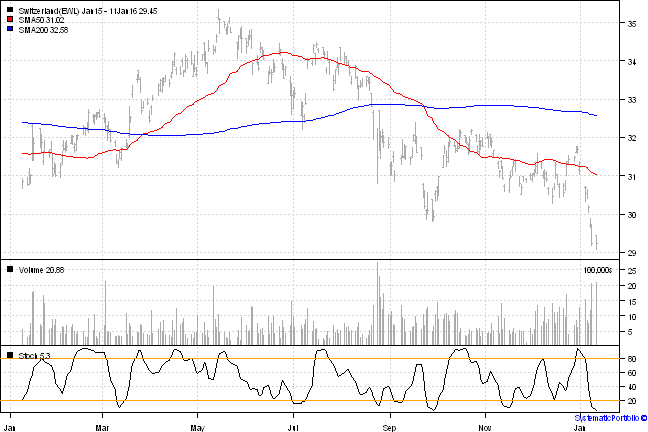 Switzerland(EWL) Jan15 - 11Jan16 29.45
SMA50 31.02
SMA200 32.58
35
34
33
32
31
30
29
Volume 20.88
100,000s
25
20
15
10
5
Stoch 5,3
80
60
40
20
Jan
Mar
May
Jul
Sep
Nov
Jan
SystematicPortfolio ©